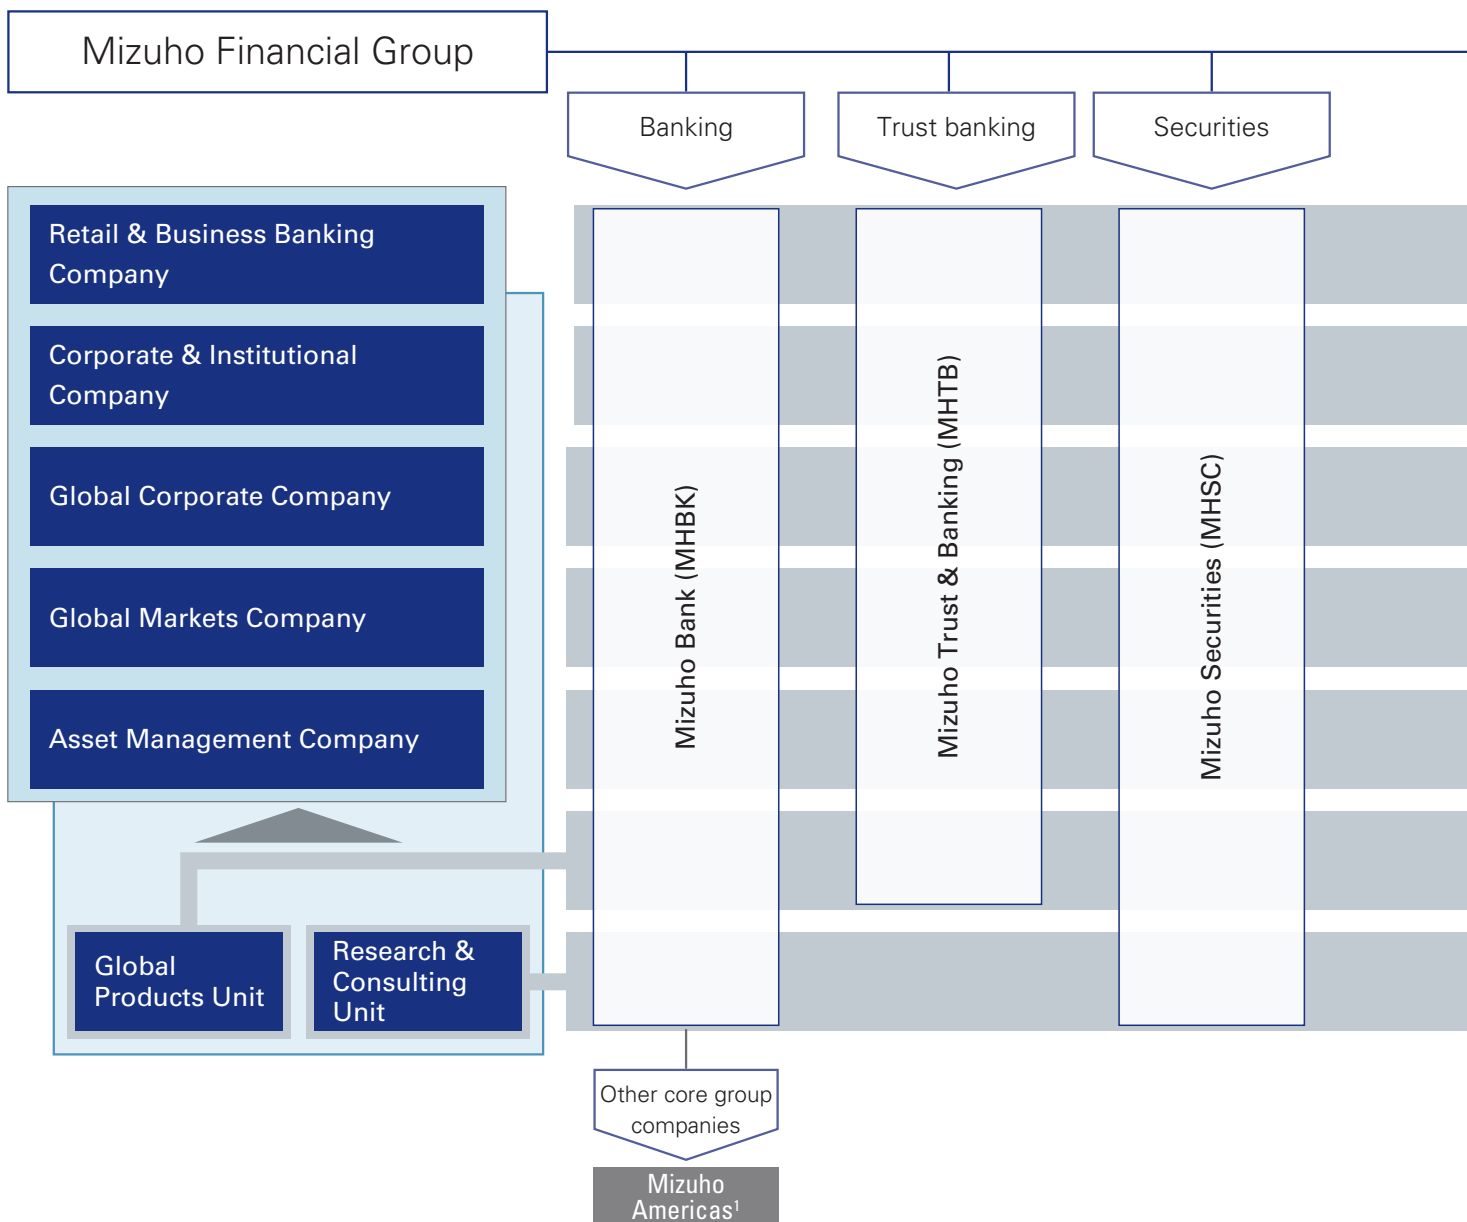 Mizuho Financial Group
Banking
Trust banking
Securities
Retail & Business Banking
Company
Corporate & Institutional
Company
Global Corporate Company
Global Markets Company
Asset Management Company
Global
Products Unit
Research &
Consulting
Unit
Mizuho Bank (MHBK)
Mizuho Trust & Banking (MHTB)
Mizuho Securities (MHSC)
Other core group
companies
Mizuho
Americas¹